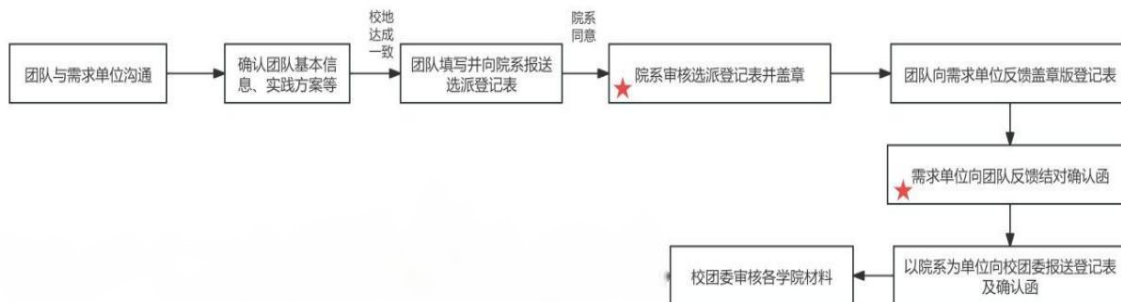 校地
达成
一致
院系
同意
团队与需求单位沟通
确认团队基本信
息、实践方案等
团队填写并向院系报送
选派登记表
院系审核选派登记表并盖章
团队向需求单位反馈盖章版登记表
需求单位向团队反馈结对确认函
以院系为单位向校团委报送登记表
及确认函
校团委审核各学院材料